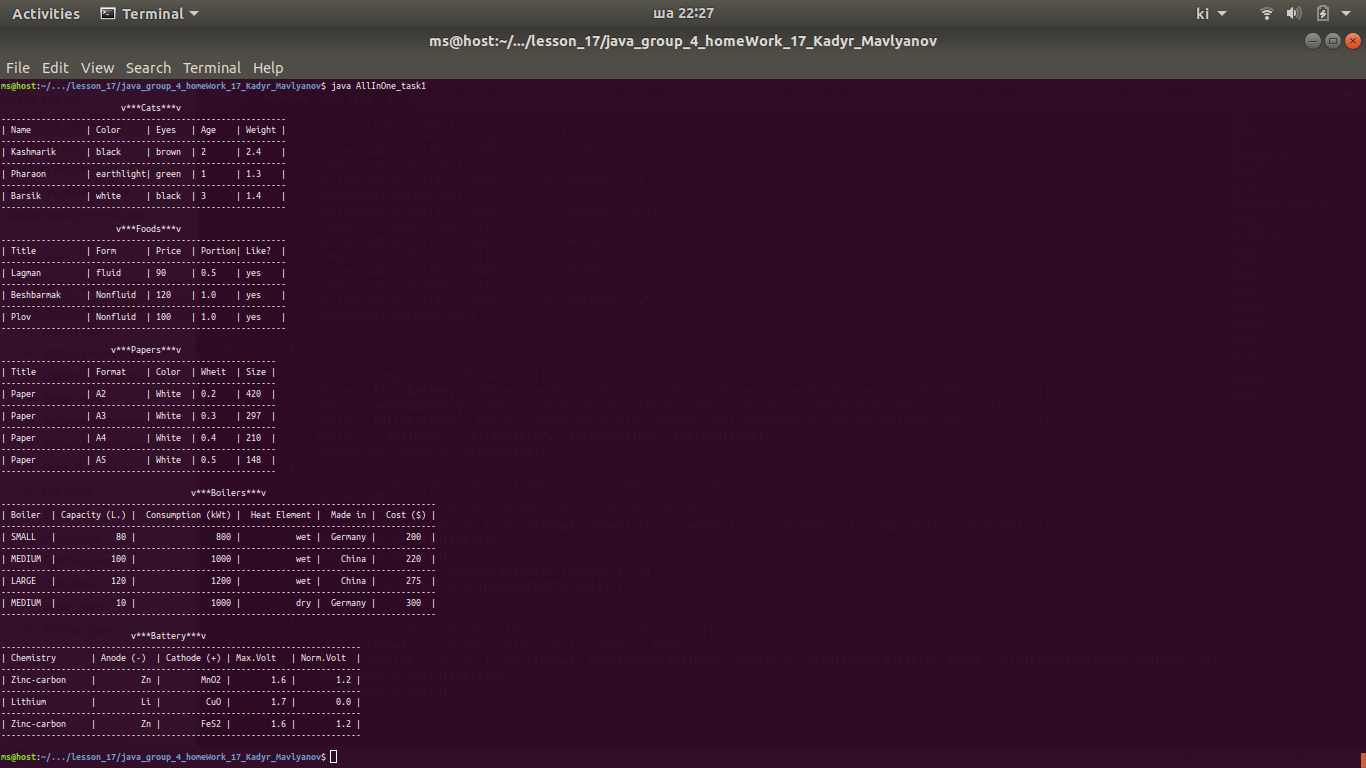 Activities Terminal ша 22:27 ki
ms@host:~/.../lesson_17/java_group_4_homeWork_17_Kadyr_Mavlyanov
File Edit View Search Terminal Help
ms@host:~/.../lesson_17/java_group_4_homeWork_17_Kadyr_Mavlyanov$ java AllInOne_task1
v***Cats***v
---------------------------------------------------------
| Name | Color | Eyes | Age | Weight |
---------------------------------------------------------
| Kashmarik | black | brown | 2 | 2.4 |
---------------------------------------------------------
| Pharaon | earthlight| green | 1 | 1.3 |
---------------------------------------------------------
| Barsik | white | black | 3 | 1.4 |
---------------------------------------------------------
v***Foods***v
---------------------------------------------------------
| Title | Form | Price | Portion| Like? |
---------------------------------------------------------
| Lagman | fluid | 90 | 0.5 | yes |
---------------------------------------------------------
| Beshbarmak | Nonfluid | 120 | 1.0 | yes |
---------------------------------------------------------
| Plov | Nonfluid | 100 | 1.0 | yes |
---------------------------------------------------------
v***Papers***v
-------------------------------------------------------
| Title | Format | Color | Wheit | Size |
-------------------------------------------------------
| Paper | A2 | White | 0.2 | 420 |
-------------------------------------------------------
| Paper | A3 | White | 0.3 | 297 |
-------------------------------------------------------
| Paper | A4 | White | 0.4 | 210 |
-------------------------------------------------------
| Paper | A5 | White | 0.5 | 148 |
-------------------------------------------------------
v***Boilers***v
---------------------------------------------------------------------------------------
| Boiler | Capacity (L.) | Consumption (kWt) | Heat Element | Made in | Cost ($) |
---------------------------------------------------------------------------------------
| SMALL | 80 | 800 | wet | Germany | 200 |
---------------------------------------------------------------------------------------
| MEDIUM | 100 | 1000 | wet | China | 220 |
---------------------------------------------------------------------------------------
| LARGE | 120 | 1200 | wet | China | 275 |
---------------------------------------------------------------------------------------
| MEDIUM | 10 | 1000 | dry | Germany | 300 |
---------------------------------------------------------------------------------------
v***Battery***v
------------------------------------------------------------------------
| Chemistry | Anode (-) | Cathode (+) | Max.Volt | Norm.Volt |
------------------------------------------------------------------------
| Zinc-carbon | Zn | MnO2 | 1.6 | 1.2 |
------------------------------------------------------------------------
| Lithium | Li | CuO | 1.7 | 0.0 |
------------------------------------------------------------------------
| Zinc-carbon | Zn | FeS2 | 1.6 | 1.2 |
------------------------------------------------------------------------
ms@host:~/.../lesson_17/java_group_4_homeWork_17_Kadyr_Mavlyanov$